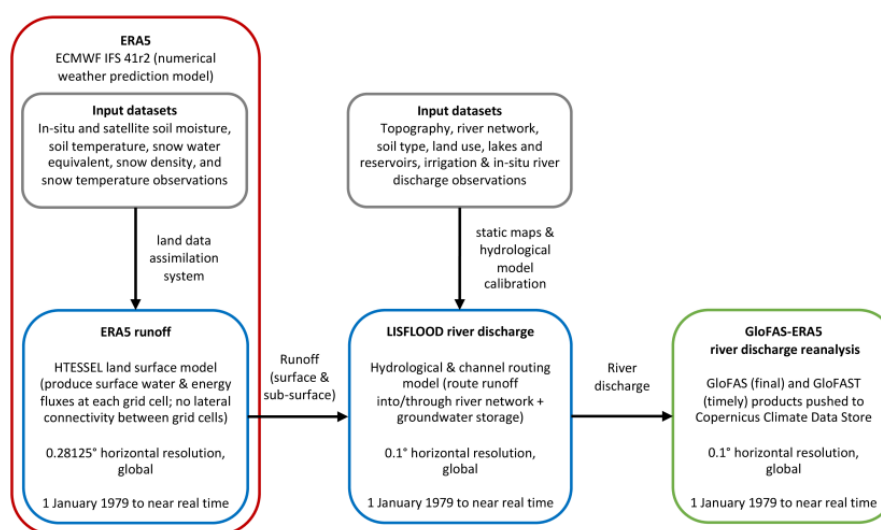 ERA5
ECMWF IFS 41r2 (numerical
weather prediction model)
Input datasets
In-situ and satellite soil moisture,
soil temperature, snow water
equivalent, snow density, and
snow temperature observations
Input datasets
Topography, river network,
soil type, land use, lakes and
reservoirs, irrigation & in-situ river
discharge observations
land data
assimilation
system
static maps &
hydrological
model
calibration
ERA5 runoff
HTESSEL land surface model
(produce surface water & energy
fluxes at each grid cell; no lateral
connectivity between grid cells)
0.28125° horizontal resolution,
global
1 January 1979 to near real time
Runoff
(surface &
sub-surface)
LISFLOOD river discharge
Hydrological & channel routing
model (route runoff
into/through river network +
groundwater storage)
0.1° horizontal resolution,
global
1 January 1979 to near real time
River
discharge
GloFAS-ERA5
river discharge reanalysis
GloFAS (final) and GloFAST
(timely) products pushed to
Copernicus Climate Data Store
0.1° horizontal resolution,
global
1 January 1979 to near real time